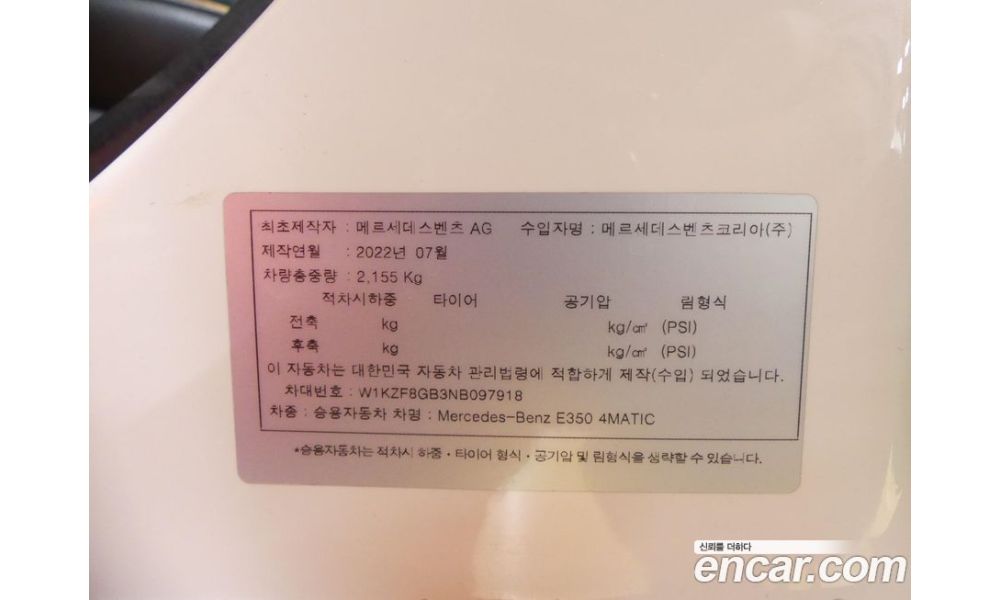 최초제작자 : 메르세데스벤츠 AG 수입자명 : 메르세데스벤츠코리아(주)
제작연월 : 2022년 07월
차량총중량 : 2,155 Kg
적차시하중 타이어 공기압 림형식
전축 kg kg/㎠ (PSI)
후축 kg kg/㎠ (PSI)
이 자동차는 대한민국 자동차 관리법령에 적합하게 제작(수입) 되었습니다.
차대번호 : W1KZF8GB3NB097918
차종 : 승용자동차 차명 : Mercedes-Benz E350 4MATIC
*승용자동차는 적차시 하중·타이어 형식·공기압 및 림형식을 생략할 수 있습니다.
신뢰를 더하다
encar.com